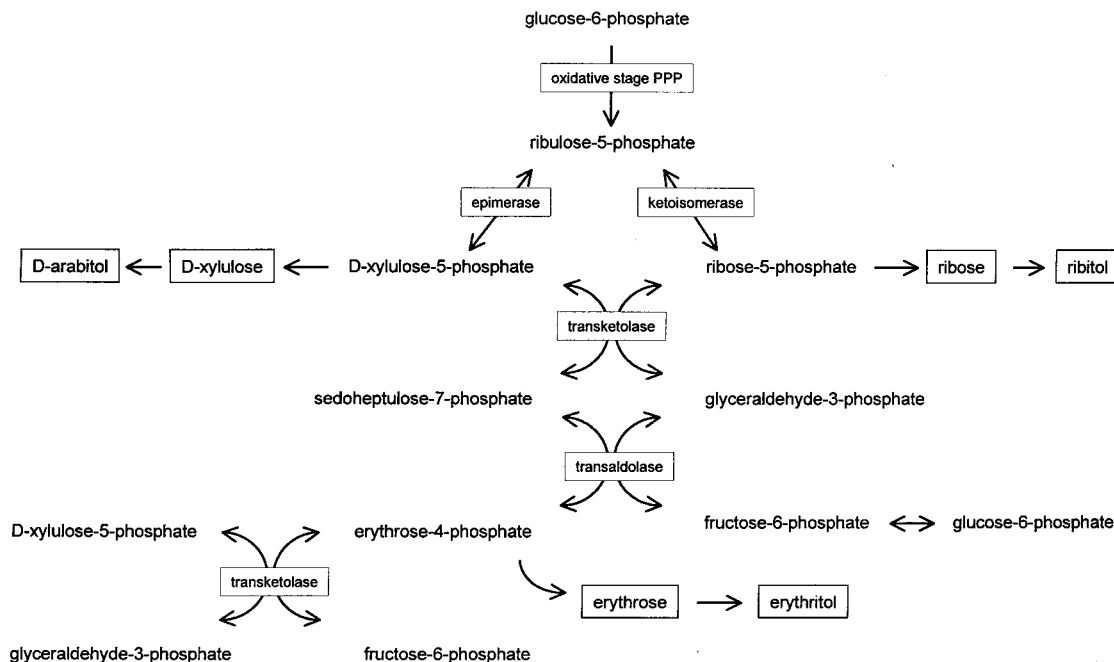 glucose-6-phosphate
oxidative stage PPP
ribulose-5-phosphate
epimerase
ketoisomerase
D-arabitol
D-xylulose
D-xylulose-5-phosphate
ribose-5-phosphate
ribose
ribitol
transketolase
sedoheptulose-7-phosphate
glyceraldehyde-3-phosphate
transaldolase
D-xylulose-5-phosphate
erythrose-4-phosphate
fructose-6-phosphate
glucose-6-phosphate
transketolase
erythrose
erythritol
glyceraldehyde-3-phosphate
fructose-6-phosphate